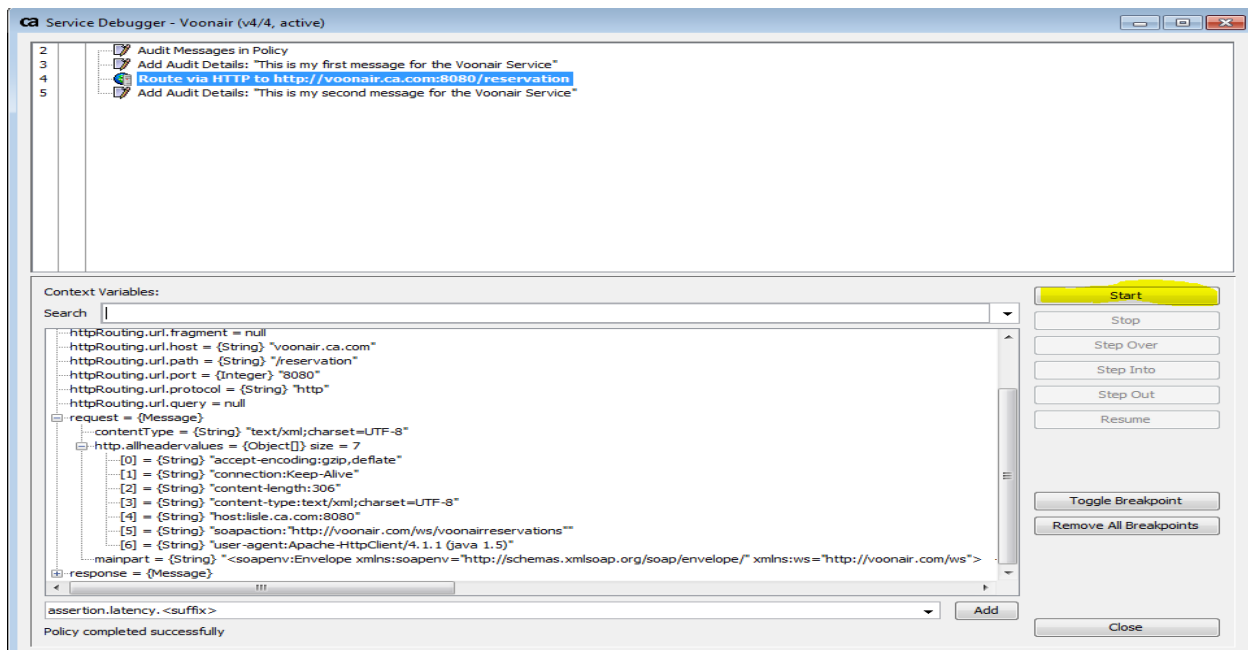 ca Service Debugger - Voonair (v4/4, active)
2 Audit Messages in Policy
3 Add Audit Details: "This is my first message for the Voonair Service"
4 Route via HTTP to http://voonair.ca.com:8080/reservation
5 Add Audit Details: "This is my second message for the Voonair Service"
Context Variables:
Search
httpRouting.url.fragment = null
httpRouting.url.host = {String} "voonair.ca.com"
httpRouting.url.path = {String} "/reservation"
httpRouting.url.port = {Integer} "8080"
httpRouting.url.protocol = {String} "http"
httpRouting.url.query = null
request = {Message}
contentType = {String} "text/xml;charset=UTF-8"
http.allheadervalues = {Object[]} size = 7
[0] = {String} "accept-encoding:gzip,deflate"
[1] = {String} "connection:Keep-Alive"
[2] = {String} "content-length:306"
[3] = {String} "content-type:text/xml;charset=UTF-8"
[4] = {String} "host:lisle.ca.com:8080"
[5] = {String} "soapaction:"http://voonair.com/ws/voonairreservations""
[6] = {String} "user-agent:Apache-HttpClient/4.1.1 (java 1.5)"
mainpart = {String} "<soapenv:Envelope xmlns:soapenv="http://schemas.xmlsoap.org/soap/envelope/" xmlns:ws="http://voonair.com/ws">
response = {Message}
assertion.latency.<suffix>
Add
Policy completed successfully
Start
Stop
Step Over
Step Into
Step Out
Resume
Toggle Breakpoint
Remove All Breakpoints
Close